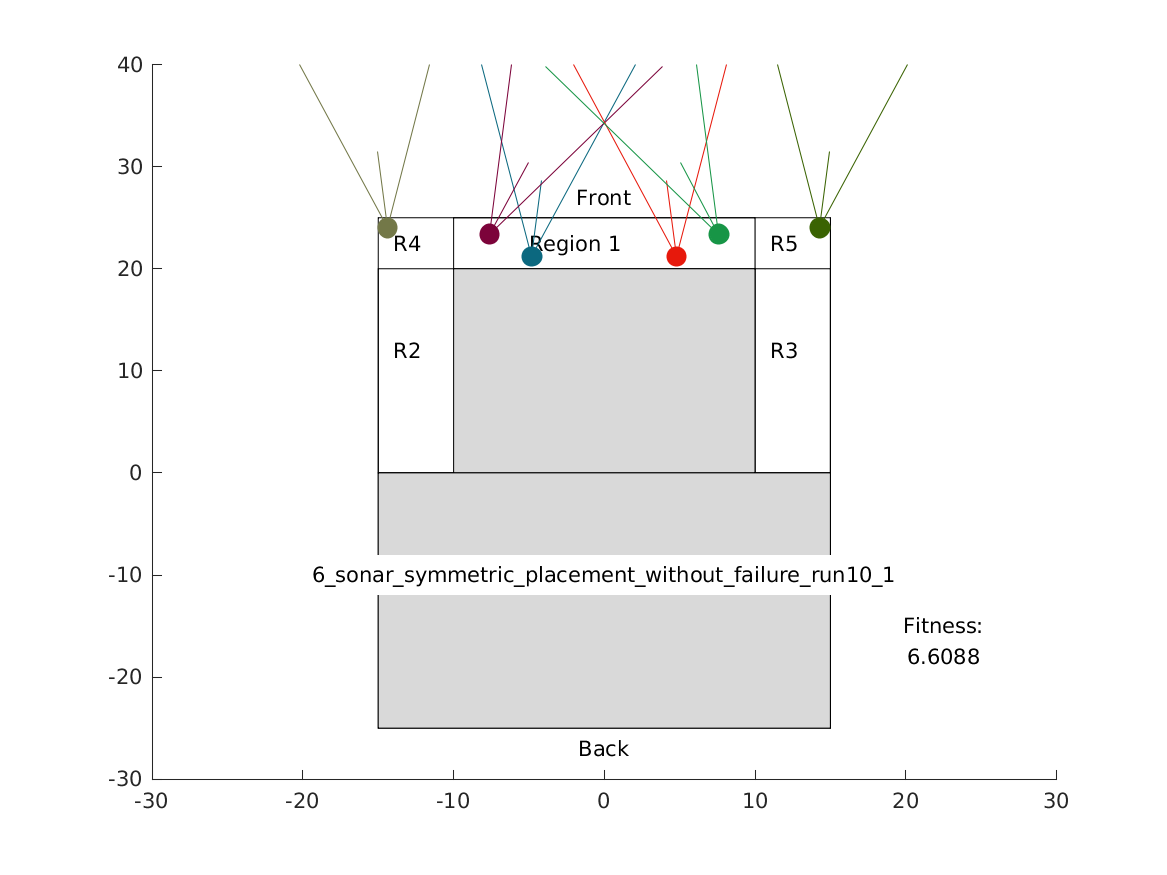 40
30
Front
R4
Region 1
R5
20
R2
R3
10
0
-10
6_sonar_symmetric_placement_without_failure_run10_1
Fitness:
6.6088
-20
Back
-30
-30
-20
-10
0
10
20
30